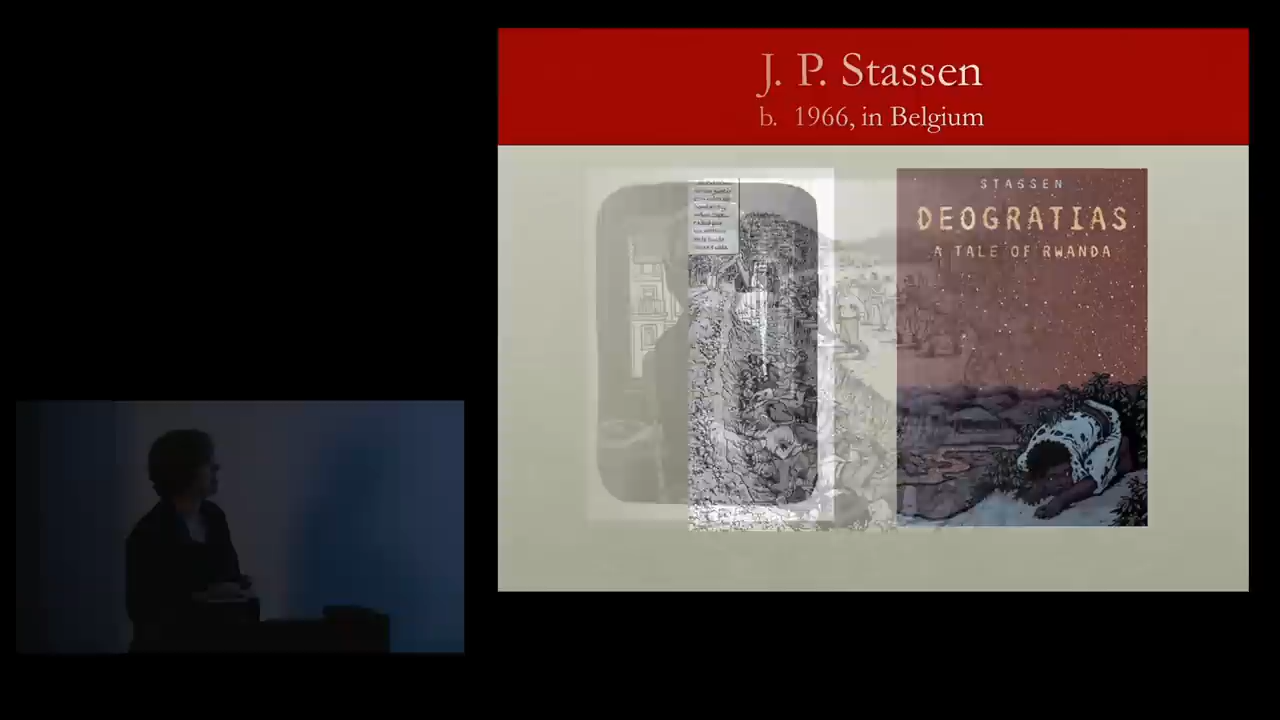 J. P. Stassen
b. 1966, in Belgium
STASSEN
DEOGRATIAS
A TALE OF RWANDA